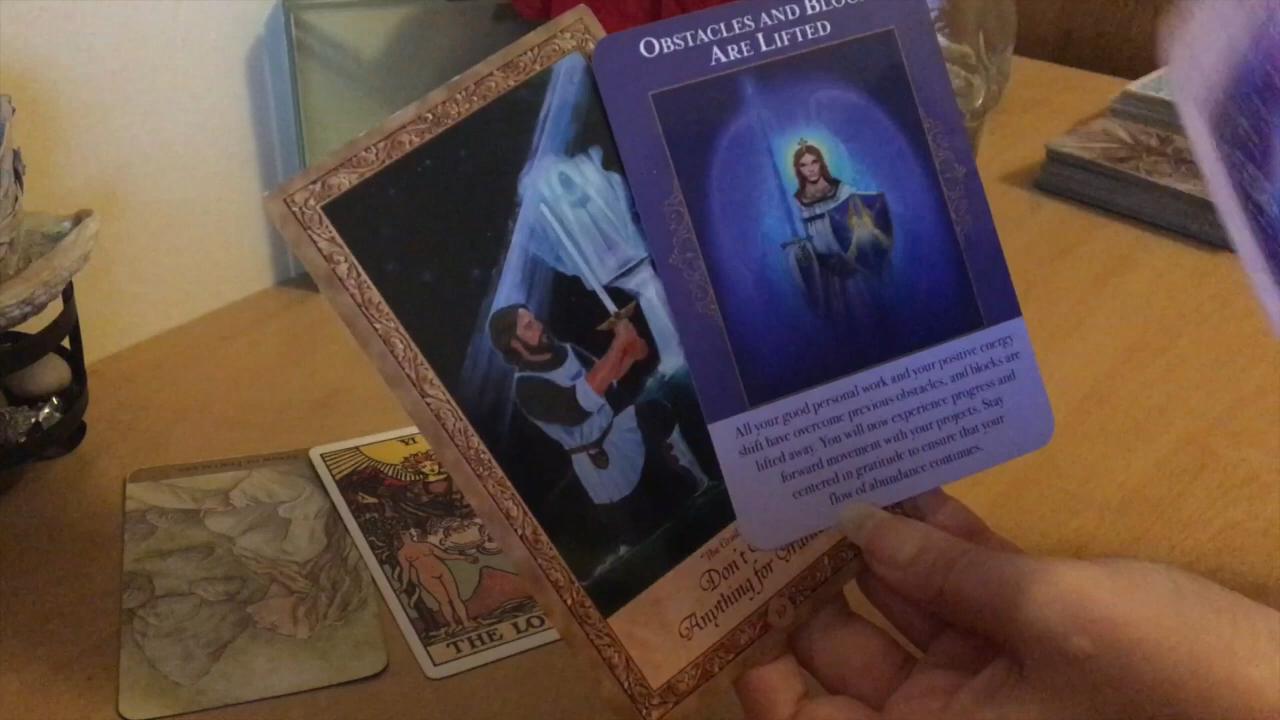 OBSTACLES AND
ARE LIFTED
All your good personal work and your positive energy
shift have overcome previous obstacles, and blocks are
lifted away. You will now experience progress and
forward movement with your projects. Stay
centered in gratitude to ensure that your
flow of abundance continues.
"The
Don't
Anything for
VI
THE LO